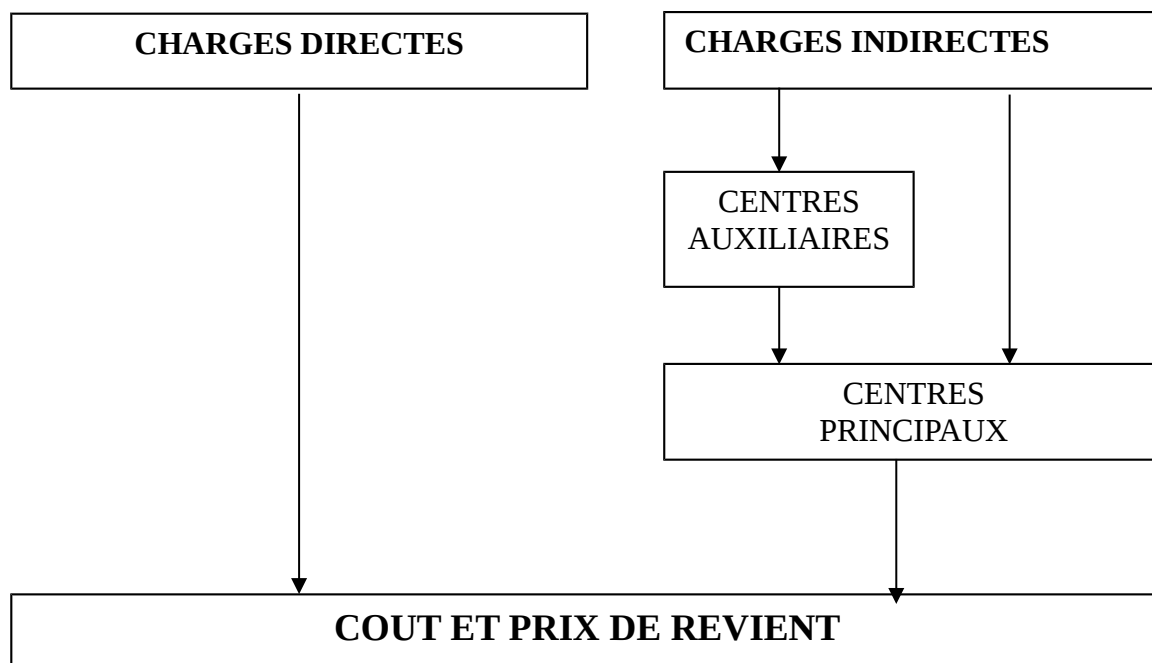 CHARGES DIRECTES
CHARGES INDIRECTES
CENTRES
AUXILIAIRES
CENTRES
PRINCIPAUX
COUT ET PRIX DE REVIENT